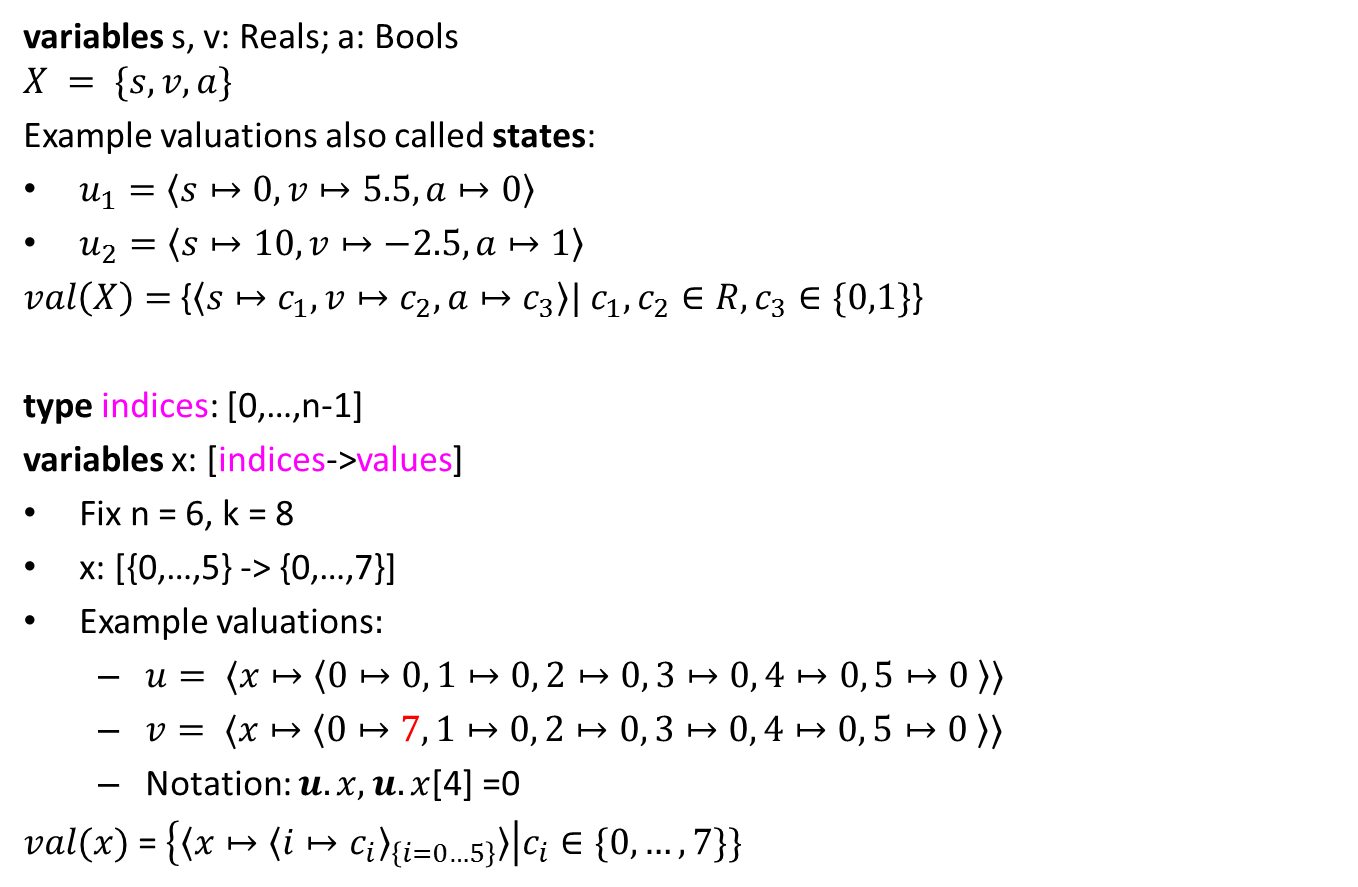 variables s, v: Reals; a: Bools
X = {s, v, a}
Example valuations also called states:
• u₁ = ⟨s ↦ 0, v ↦ 5.5, a ↦ 0⟩
• u₂ = ⟨s ↦ 10, v ↦ −2.5, a ↦ 1⟩
val(X) = {⟨s ↦ c₁, v ↦ c₂, a ↦ c₃⟩| c₁, c₂ ∈ R, c₃ ∈ {0,1}}
type indices: [0,…,n-1]
variables x: [indices->values]
• Fix n = 6, k = 8
• x: [{0,…,5} -> {0,…,7}]
• Example valuations:
– u = ⟨x ↦ ⟨0 ↦ 0, 1 ↦ 0, 2 ↦ 0, 3 ↦ 0, 4 ↦ 0, 5 ↦ 0 ⟩⟩
– v = ⟨x ↦ ⟨0 ↦ 7, 1 ↦ 0, 2 ↦ 0, 3 ↦ 0, 4 ↦ 0, 5 ↦ 0 ⟩⟩
– Notation: u. x, u. x[4] =0
val(x) = {⟨x ↦ ⟨i ↦ cᵢ⟩_{i=0…5}⟩|cᵢ ∈ {0, … , 7}}